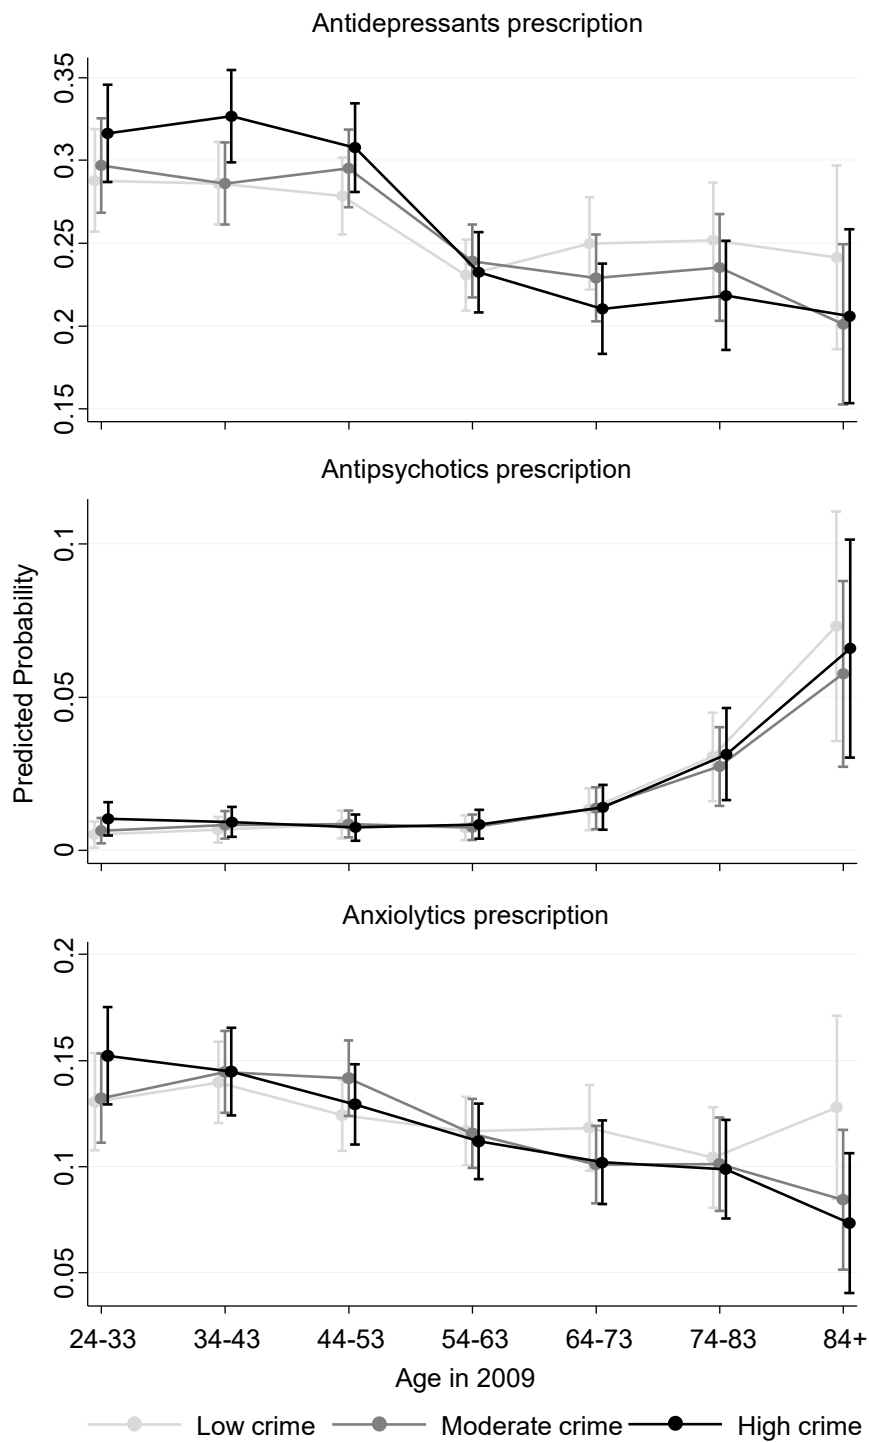 Antidepressants prescription
0.35
0.3
0.25
0.2
0.15
Antipsychotics prescription
Predicted Probability
0.1
0.05
0
Anxiolytics prescription
0.2
0.15
0.1
0.05
24-33 34-43 44-53 54-63 64-73 74-83 84+
Age in 2009
Low crime Moderate crime High crime